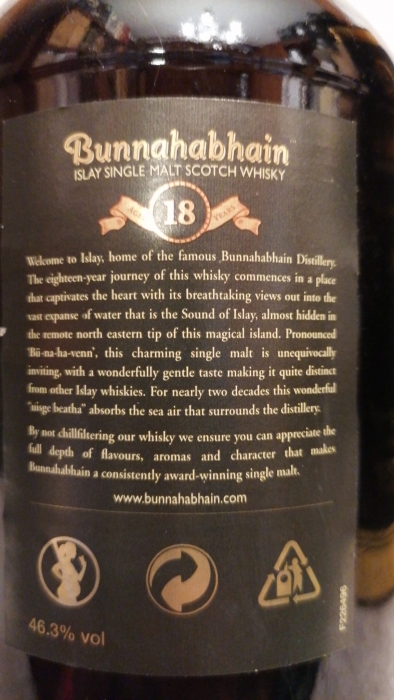 Bunnahabhain
ISLAY SINGLE MALT SCOTCH WHISKY
AGED 18 YEARS
Welcome to Islay, home of the famous Bunnahabhain Distillery.
The eighteen-year journey of this whisky commences in a place
that captivates the heart with its breathtaking views out into the
vast expanse of water that is the Sound of Islay, almost hidden in
the remote north eastern tip of this magical island. Pronounced
'Bū-na-ha-venn', this charming single malt is unequivocally
inviting, with a wonderfully gentle taste making it quite distinct
from other Islay whiskies. For nearly two decades this wonderful
"uisge beatha" absorbs the sea air that surrounds the distillery.
By not chillfiltering our whisky we ensure you can appreciate the
full depth of flavours, aromas and character that makes
Bunnahabhain a consistently award-winning single malt.
www.bunnahabhain.com
46.3% vol
F226496